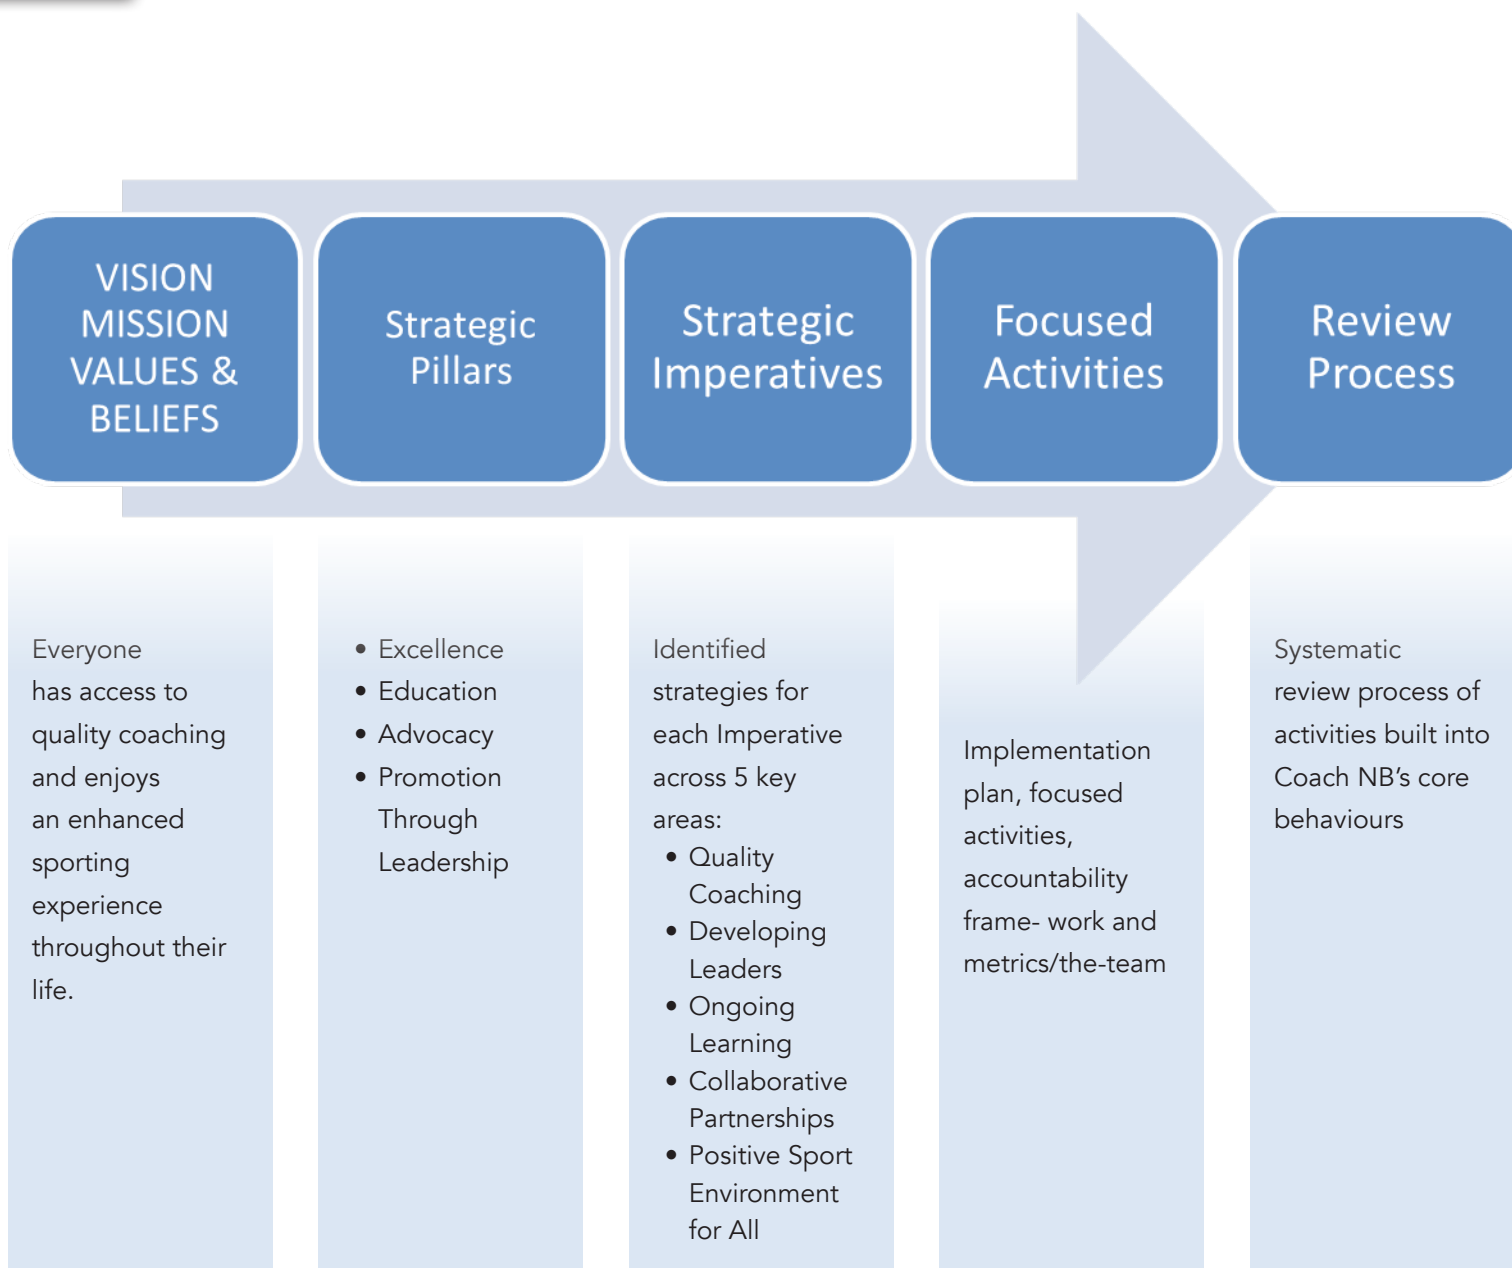 VISION
MISSION
VALUES &
BELIEFS
Strategic
Pillars
Strategic
Imperatives
Focused
Activities
Review
Process
Everyone
has access to
quality coaching
and enjoys
an enhanced
sporting
experience
throughout their
life.
• Excellence
• Education
• Advocacy
• Promotion
Through
Leadership
Identified
strategies for
each Imperative
across 5 key
areas:
• Quality
Coaching
• Developing
Leaders
• Ongoing
Learning
• Collaborative
Partnerships
• Positive Sport
Environment
for All
Implementation
plan, focused
activities,
accountability
frame- work and
metrics/the-team
Systematic
review process of
activities built into
Coach NB’s core
behaviours